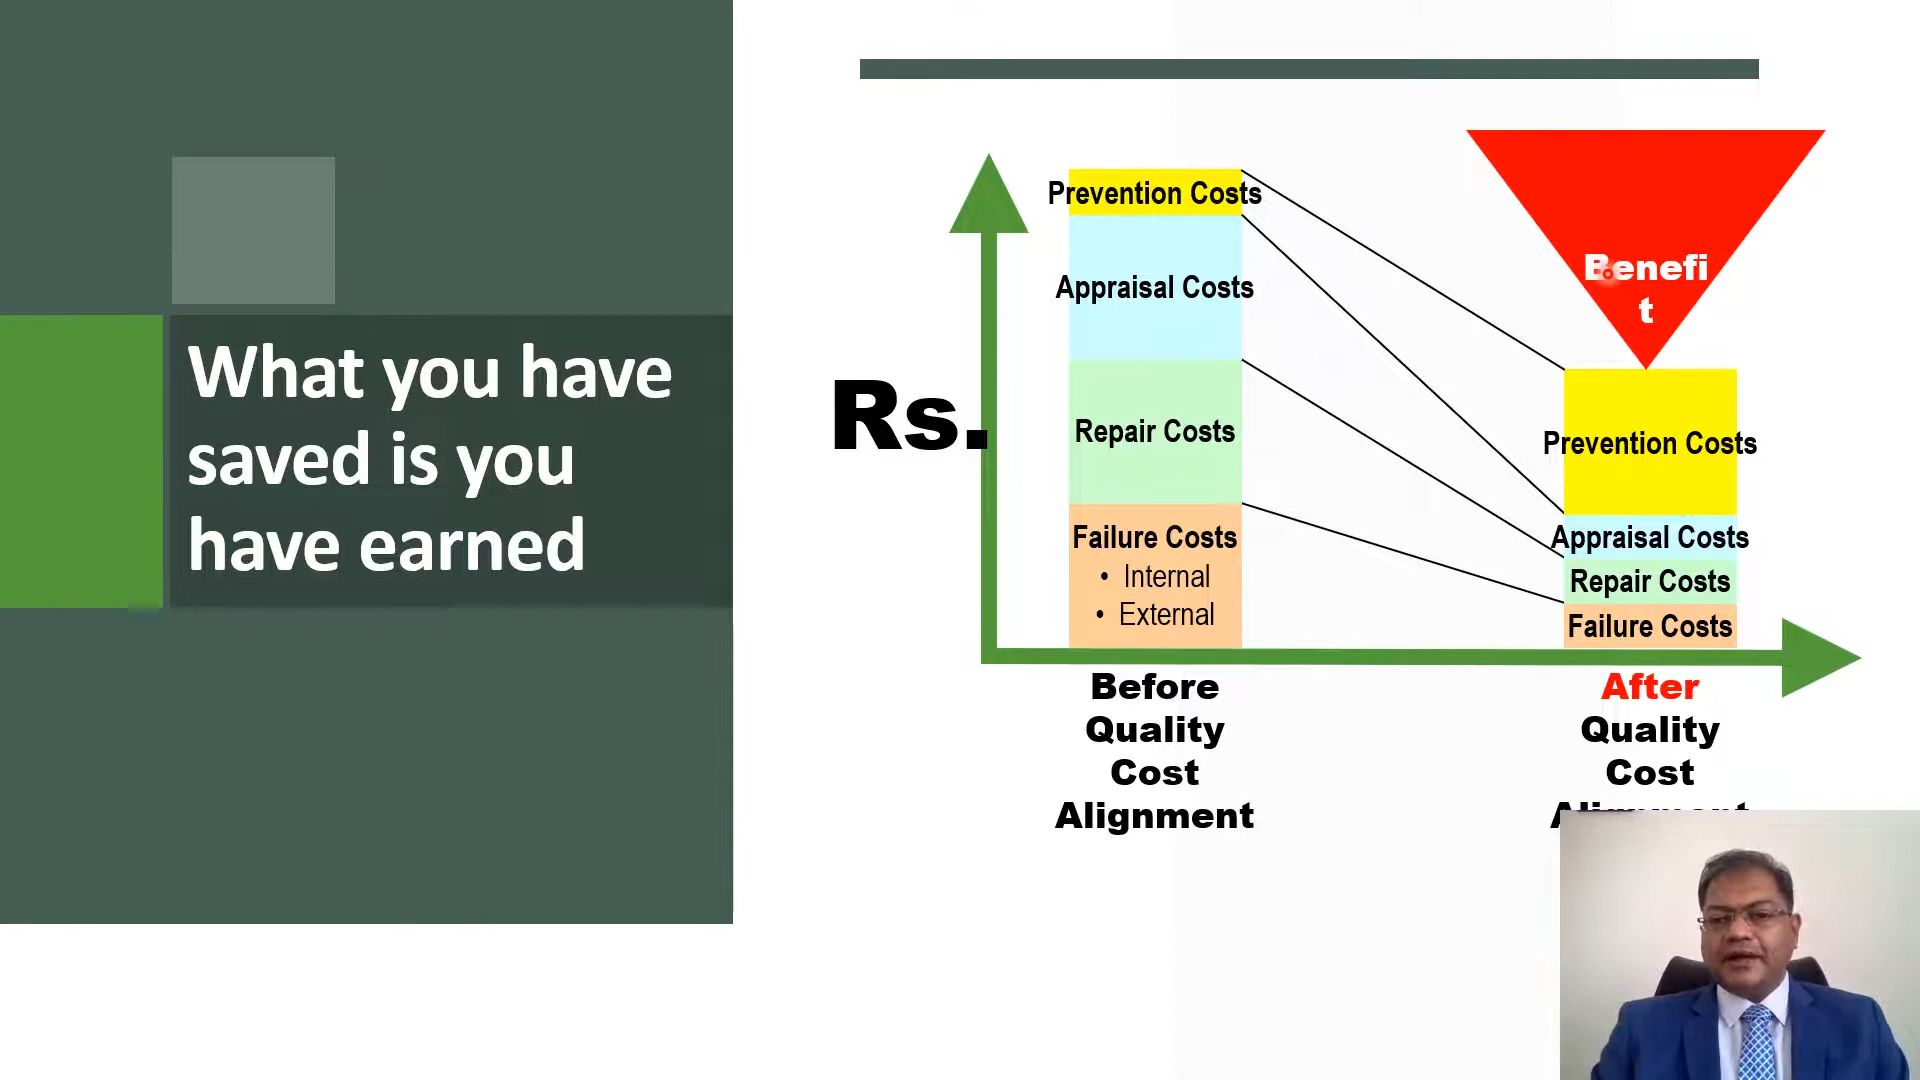 What you have
saved is you
have earned
Rs.
Prevention Costs
Appraisal Costs
Repair Costs
Failure Costs
• Internal
• External
Before
Quality
Cost
Alignment
Benefi
t
Prevention Costs
Appraisal Costs
Repair Costs
Failure Costs
After
Quality
Cost
Alignment